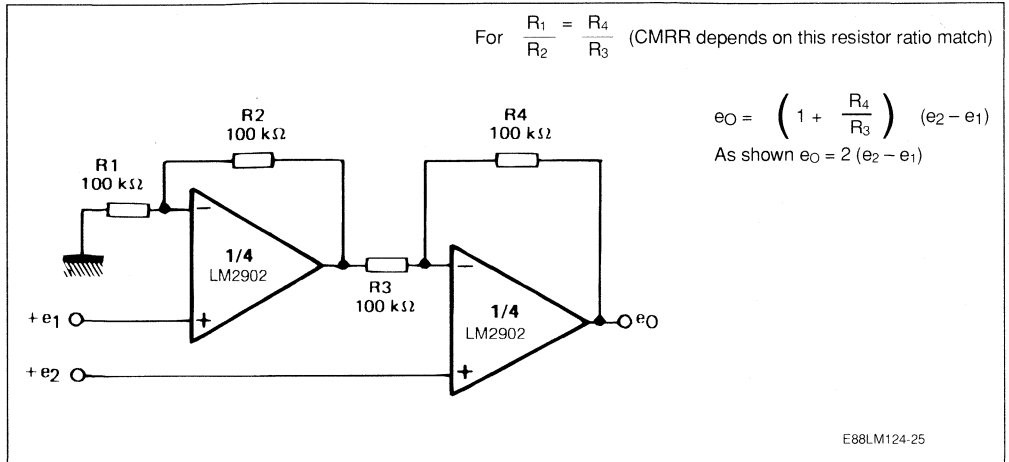 For R1/R2 = R4/R3 (CMRR depends on this resistor ratio match)
eO = (1 + R4/R3) (e2 – e1)
As shown eO = 2 (e2 – e1)
R2
100 kΩ
R4
100 kΩ
R1
100 kΩ
–
1/4
LM2902
+
R3
100 kΩ
–
1/4
LM2902
+
+e1
+e2
eO
E88LM124-25